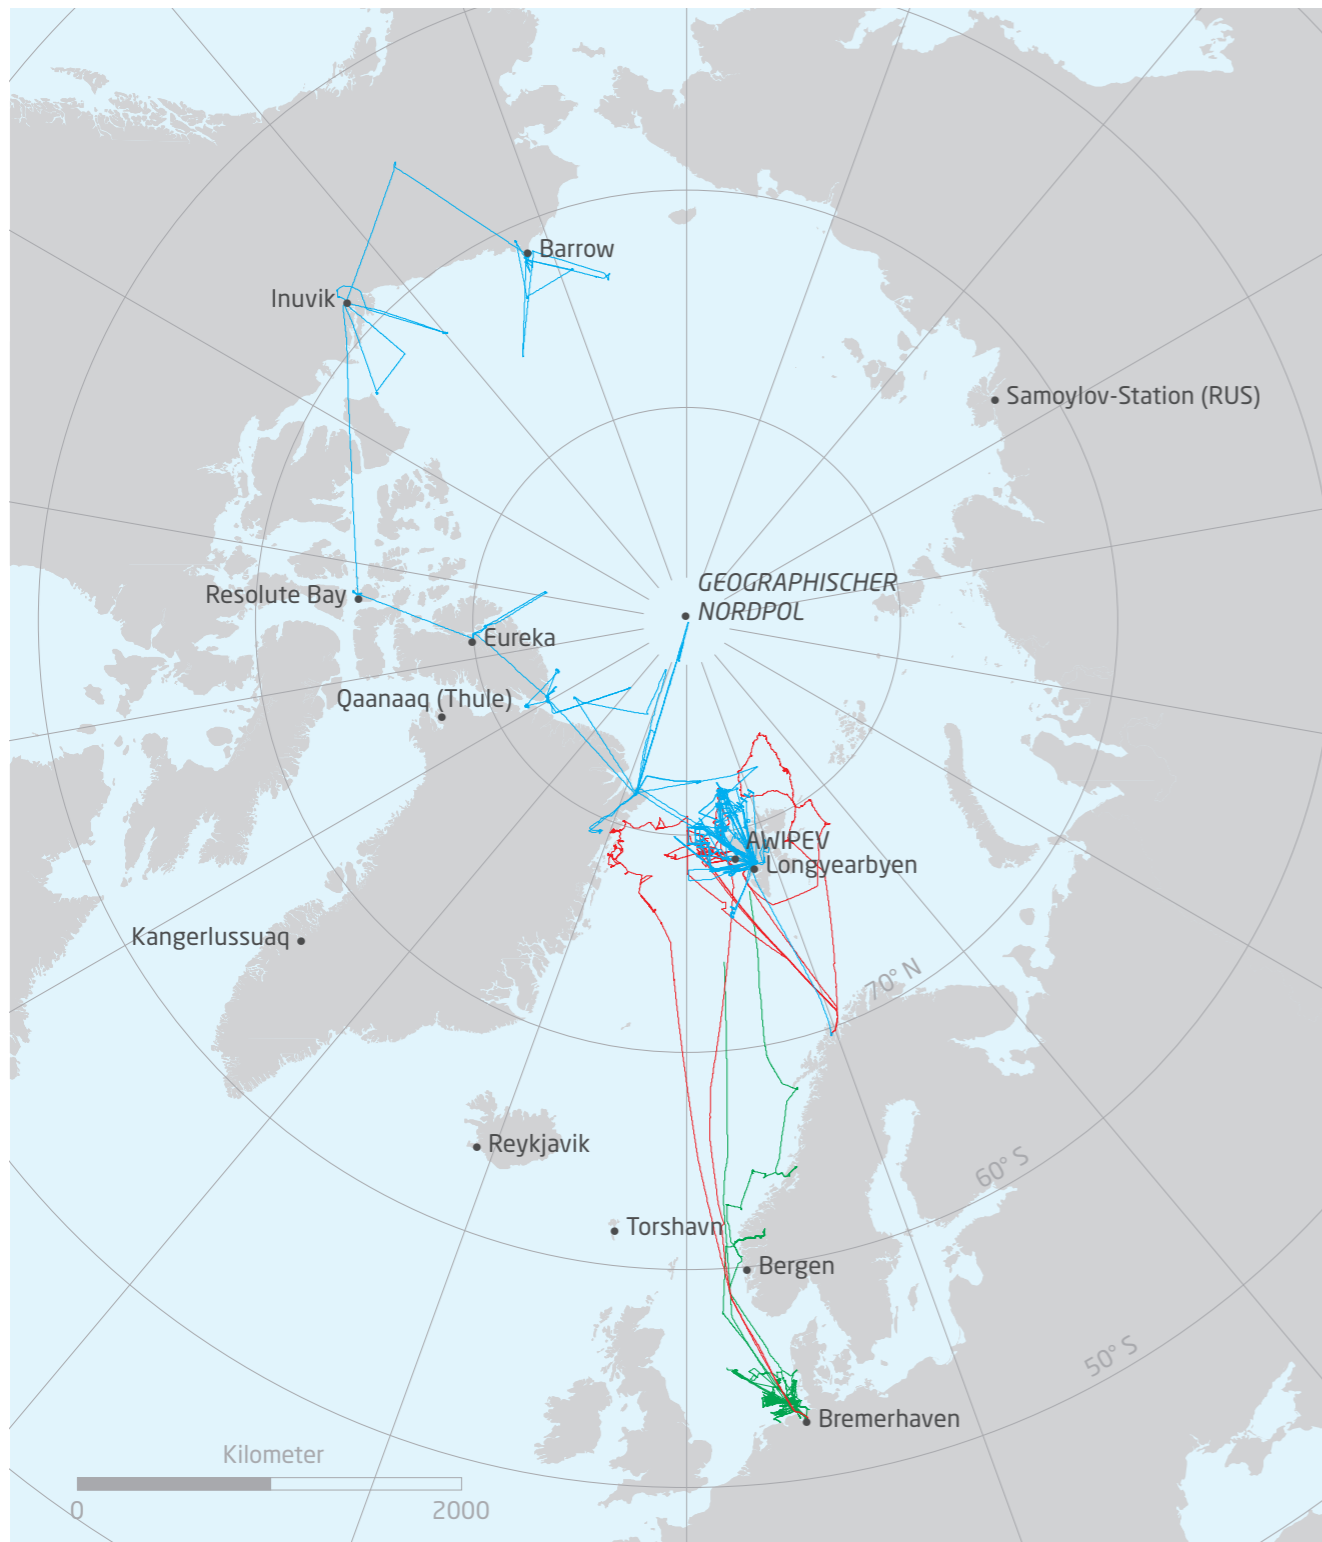 Barrow
Inuvik
Samoylov-Station (RUS)
GEOGRAPHISCHER
NORDPOL
Resolute Bay
Eureka
Qaanaaq (Thule)
AWIPEV
Longyearbyen
Kangerlussuaq
70° N
Reykjavik
60° S
Torshavn
Bergen
50° S
Bremerhaven
Kilometer
0 2000